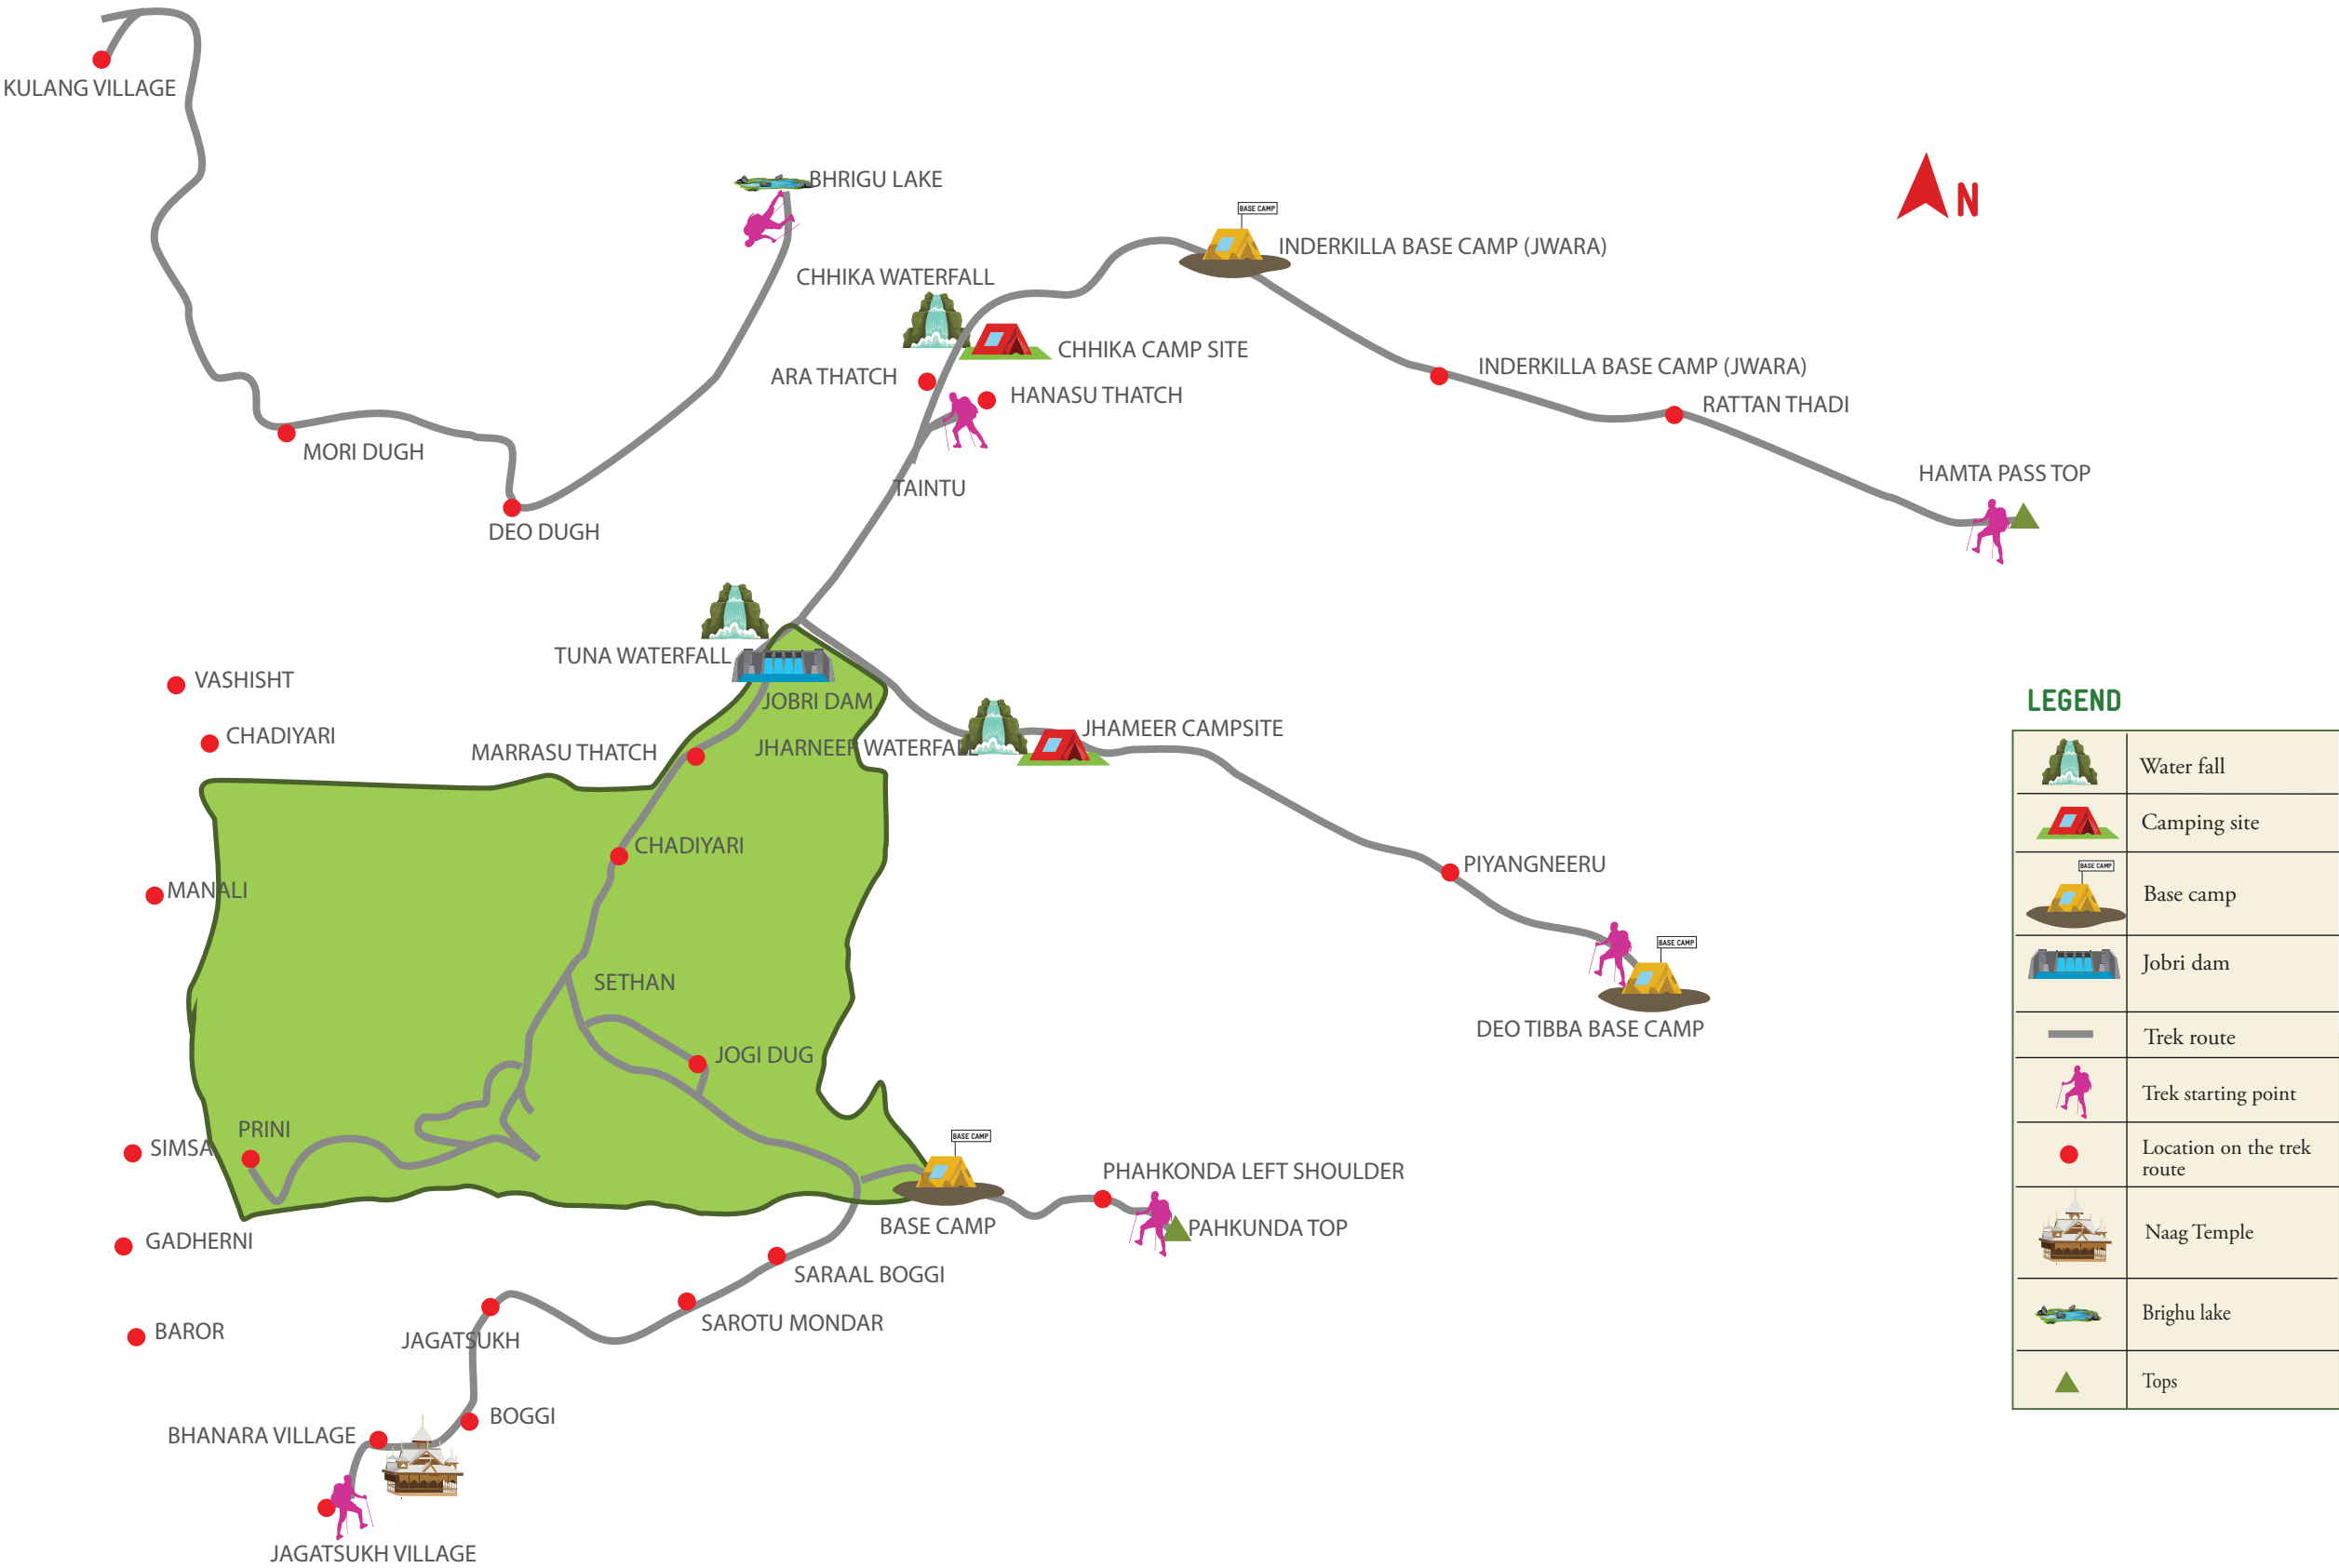 KULANG VILLAGE
BHRIGU LAKE
N
BASE CAMP
INDERKILLA BASE CAMP (JWARA)
CHHIKA WATERFALL
CHHIKA CAMP SITE
ARA THATCH
INDERKILLA BASE CAMP (JWARA)
HANASU THATCH
RATTAN THADI
MORI DUGH
HAMTA PASS TOP
TAINTU
DEO DUGH
TUNA WATERFALL
VASHISHT
JOBRI DAM
CHADIYARI
JHAMEER CAMPSITE
MARRASU THATCH
JHARNEER WATERFALL
CHADIYARI
PIYANGNEERU
MANALI
BASE CAMP
SETHAN
DEO TIBBA BASE CAMP
JOGI DUG
PRINI
BASE CAMP
SIMSA
PHAHKONDA LEFT SHOULDER
BASE CAMP
PAHKUNDA TOP
GADHERNI
SARAAL BOGGI
SAROTU MONDAR
BAROR
JAGATSUKH
BOGGI
BHANARA VILLAGE
JAGATSUKH VILLAGE
LEGEND
Water fall
Camping site
BASE CAMP
Base camp
Jobri dam
Trek route
Trek starting point
Location on the trek
route
Naag Temple
Brighu lake
Tops